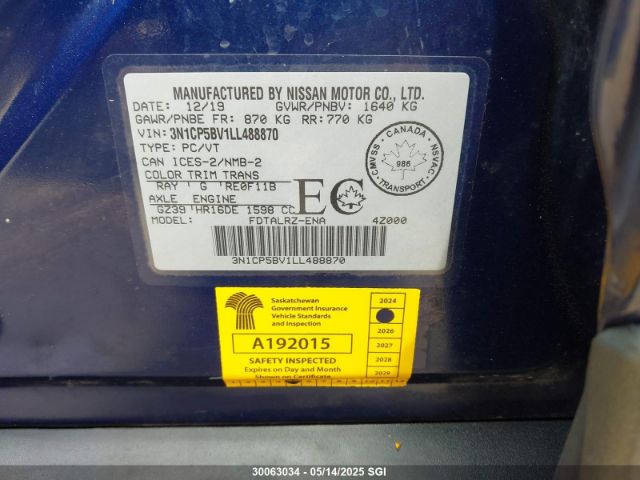 MANUFACTURED BY NISSAN MOTOR CO., LTD.
DATE: 12/19 GVWR/PNBV: 1640 KG
GAWR/PNBE FR: 870 KG RR: 770 KG
VIN: 3N1CP5BV1LL488870
TYPE: PC/VT
CAN ICES-2/NMB-2
COLOR TRIM TRANS
RAY ' G 'RE0F11B
AXLE ENGINE
GZ39 'HR16DE 1598 CC
MODEL: FDTALRZ-ENA 4Z000
EC
CANADA
CMVSS NSVAC
986
TRANSPORT
3N1CP5BV1LL488870
Saskatchewan
Government Insurance
Vehicle Standards
and Inspection
A192015
SAFETY INSPECTED
Expires on Day and Month
Shown on Certificate
2024
2026
2027
2028
2029
30063034 — 05/14/2025 SGI